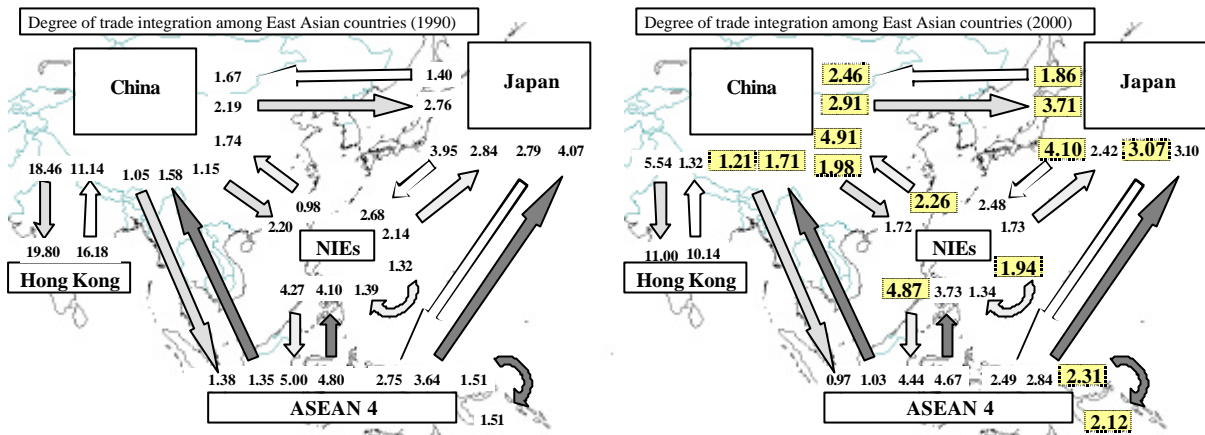 Degree of trade integration among East Asian countries (1990)
China
Japan
1.67
1.40
2.19
2.76
1.74
3.95 2.84 2.79 4.07
18.46 11.14 1.05 1.58 1.15
0.98
2.20
2.68
2.14
19.80 16.18
NIEs
Hong Kong
1.32
4.27 4.10 1.39
1.38 1.35 5.00 4.80 2.75 3.64 1.51
ASEAN 4
1.51
Degree of trade integration among East Asian countries (2000)
China
Japan
2.46
1.86
2.91
3.71
4.91
4.10 2.42 3.07 3.10
5.54 1.32 1.21 1.71 1.98
2.26
2.48
1.72
1.73
11.00 10.14
NIEs
Hong Kong
1.94
4.87 3.73 1.34
0.97 1.03 4.44 4.67 2.49 2.84 2.31
ASEAN 4
2.12